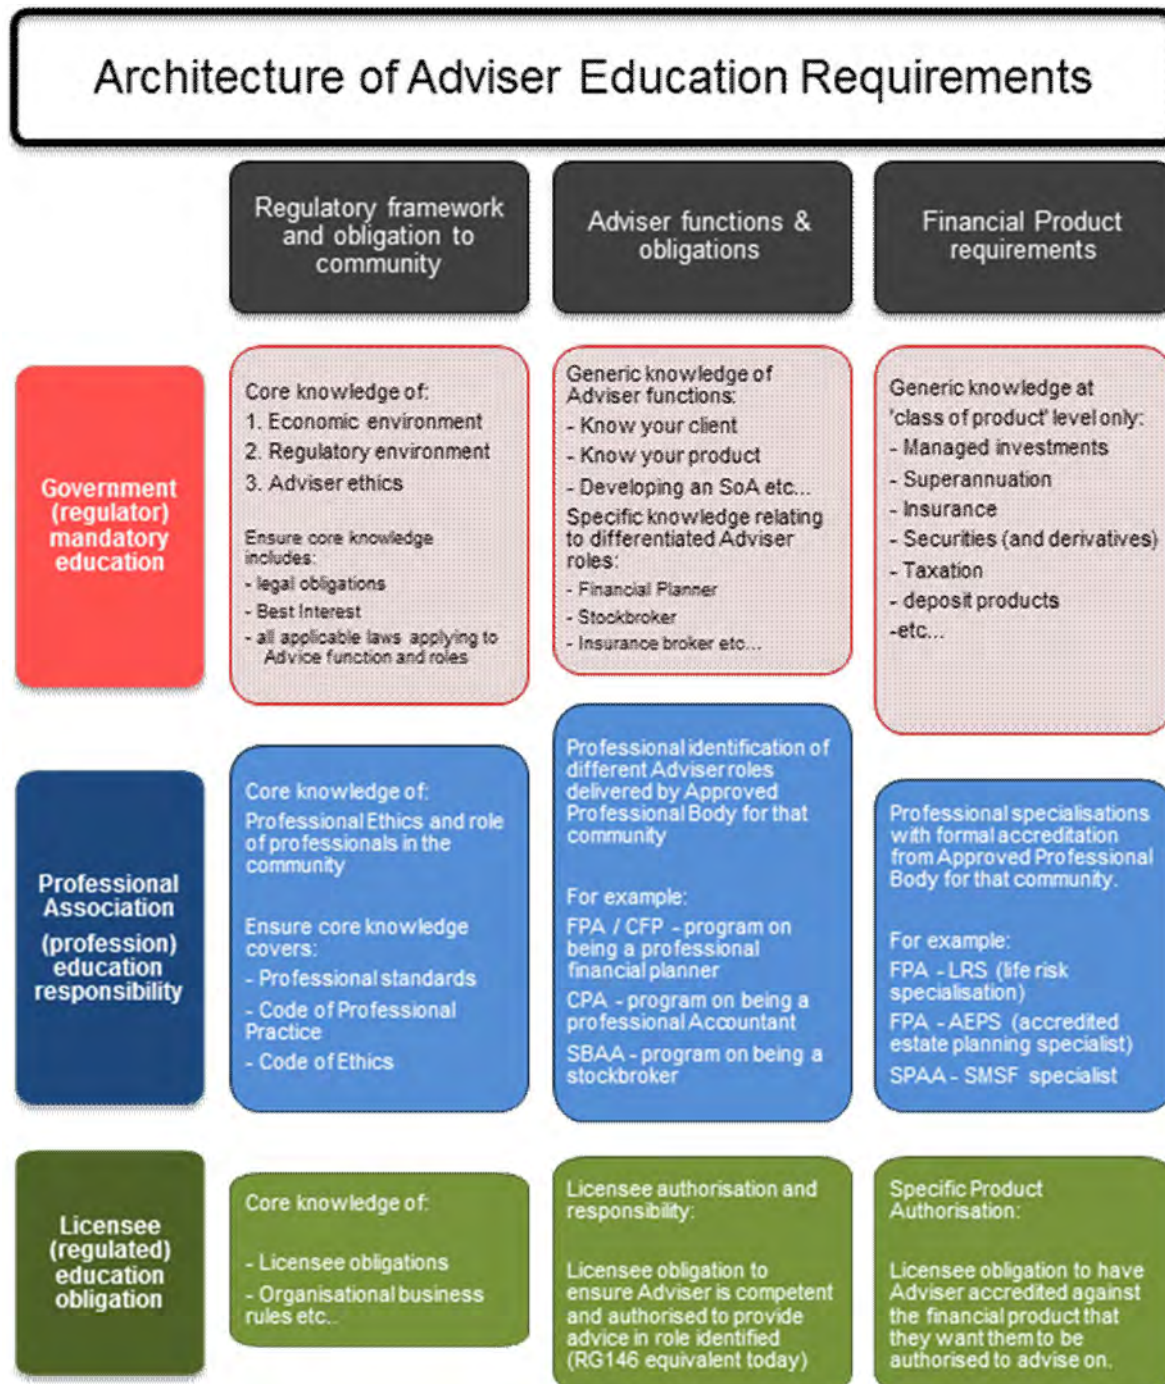 Architecture of Adviser Education Requirements
Regulatory framework
and obligation to
community
Adviser functions &
obligations
Financial Product
requirements
Government
(regulator)
mandatory
education
Core knowledge of:
1. Economic environment
2. Regulatory environment
3. Adviser ethics
Ensure core knowledge
includes:
- legal obligations
- Best Interest
- all applicable laws applying to
Advice function and roles
Generic knowledge of
Adviser functions:
- Know your client
- Know your product
- Developing an SoA etc...
Specific knowledge relating
to differentiated Adviser
roles:
- Financial Planner
- Stockbroker
- Insurance broker etc...
Generic knowledge at
'class of product' level only:
- Managed investments
- Superannuation
- Insurance
- Securities (and derivatives)
- Taxation
- deposit products
-etc...
Professional
Association
(profession)
education
responsibility
Core knowledge of:
Professional Ethics and role
of professionals in the
community
Ensure core knowledge
covers:
- Professional standards
- Code of Professional
Practice
- Code of Ethics
Professional identification of
different Adviser roles
delivered by Approved
Professional Body for that
community
For example:
FPA / CFP - program on
being a professional
financial planner
CPA - program on being a
professional Accountant
SBAA - program on being a
stockbroker
Professional specialisations
with formal accreditation
from Approved Professional
Body for that community.
For example:
FPA - LRS (life risk
specialisation)
FPA - AEPS (accredited
estate planning specialist)
SPAA - SMSF specialist
Licensee
(regulated)
education
obligation
Core knowledge of:
- Licensee obligations
- Organisational business
rules etc..
Licensee authorisation and
responsibility:
Licensee obligation to
ensure Adviser is competent
and authorised to provide
advice in role identified
(RG146 equivalent today)
Specific Product
Authorisation:
Licensee obligation to have
Adviser accredited against
the financial product that
they want them to be
authorised to advise on.